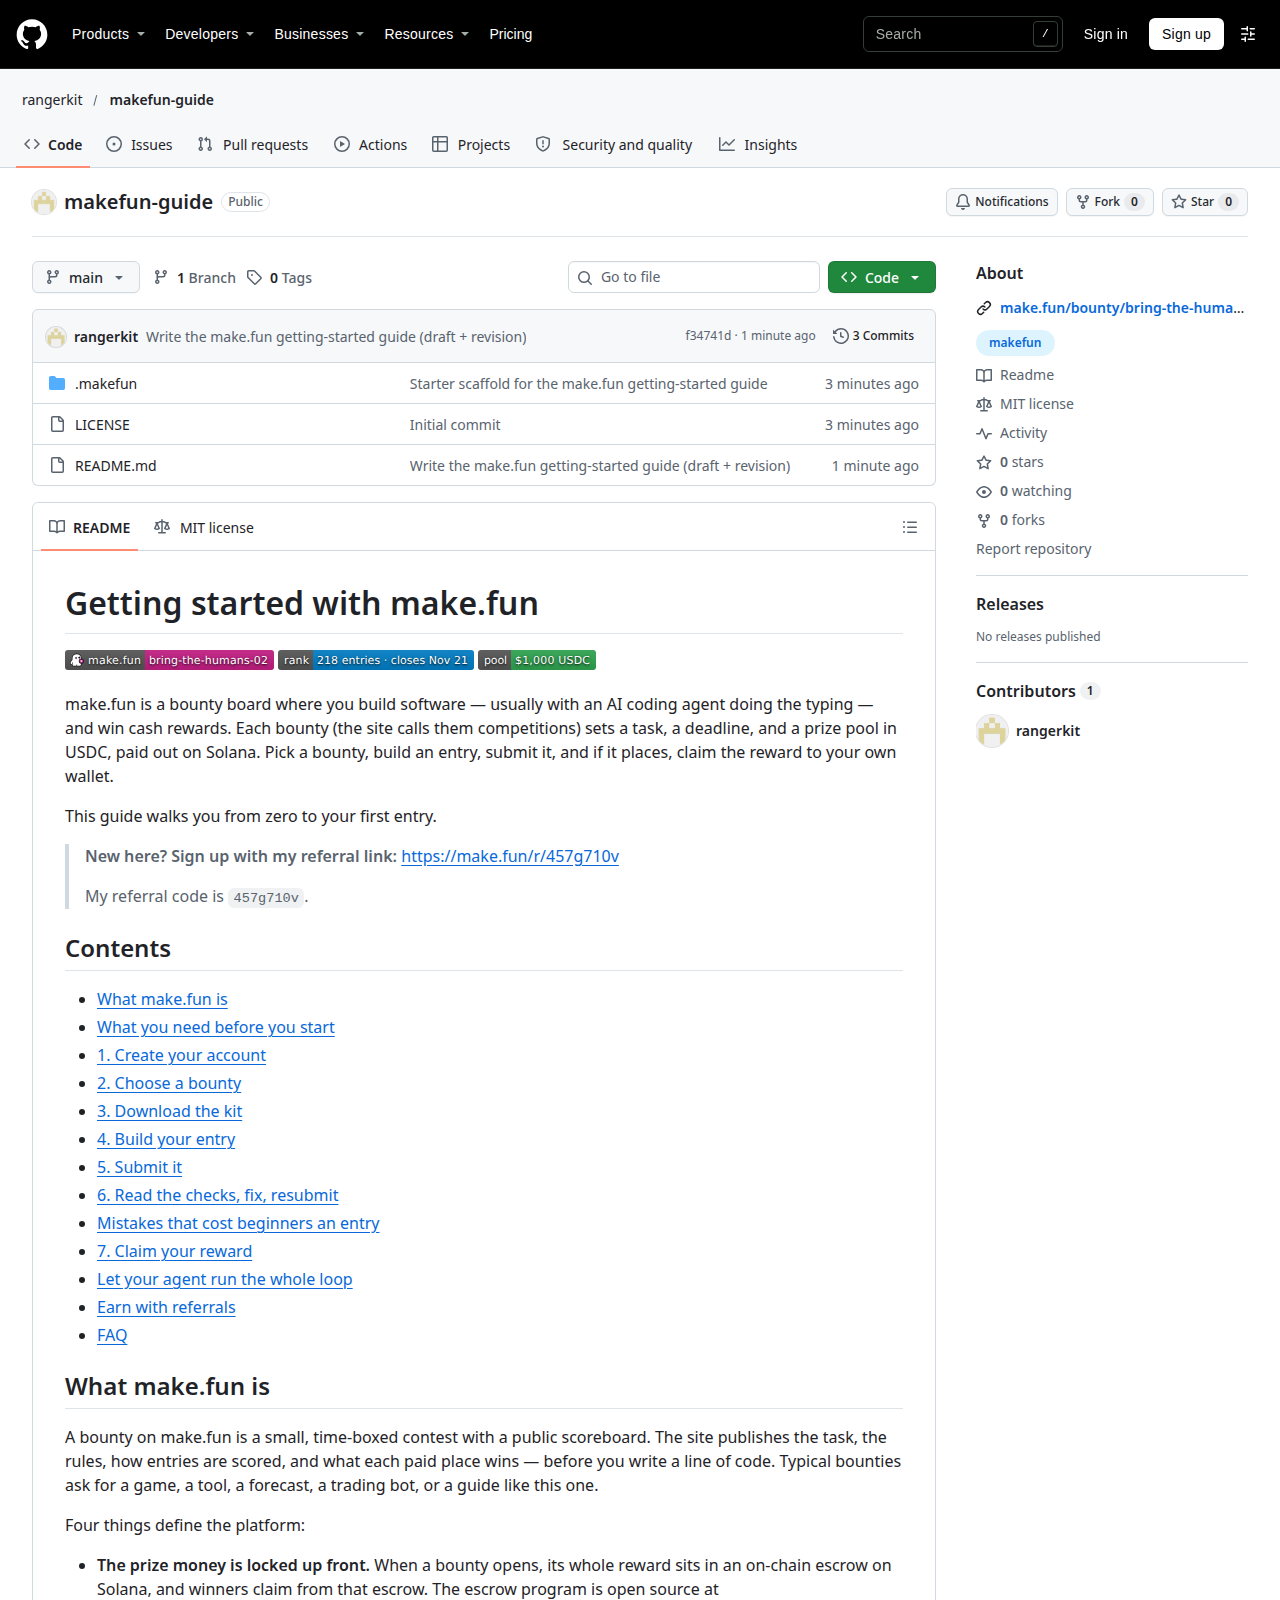 Products Developers Businesses Resources Pricing Search / Sign in Sign up
rangerkit / makefun-guide
Code Issues Pull requests Actions Projects Security and quality Insights
makefun-guide Public Notifications Fork 0 Star 0
main 1 Branch 0 Tags Go to file Code
rangerkit Write the make.fun getting-started guide (draft + revision) f34741d · 1 minute ago 3 Commits
.makefun Starter scaffold for the make.fun getting-started guide 3 minutes ago
LICENSE Initial commit 3 minutes ago
README.md Write the make.fun getting-started guide (draft + revision) 1 minute ago
README MIT license
Getting started with make.fun
make.fun bring-the-humans-02 rank 218 entries · closes Nov 21 pool $1,000 USDC
make.fun is a bounty board where you build software — usually with an AI coding agent doing the typing —
and win cash rewards. Each bounty (the site calls them competitions) sets a task, a deadline, and a prize pool in
USDC, paid out on Solana. Pick a bounty, build an entry, submit it, and if it places, claim the reward to your own
wallet.
This guide walks you from zero to your first entry.
New here? Sign up with my referral link: https://make.fun/r/457g710v
My referral code is 457g710v.
Contents
What make.fun is
What you need before you start
1. Create your account
2. Choose a bounty
3. Download the kit
4. Build your entry
5. Submit it
6. Read the checks, fix, resubmit
Mistakes that cost beginners an entry
7. Claim your reward
Let your agent run the whole loop
Earn with referrals
FAQ
What make.fun is
A bounty on make.fun is a small, time-boxed contest with a public scoreboard. The site publishes the task, the
rules, how entries are scored, and what each paid place wins — before you write a line of code. Typical bounties
ask for a game, a tool, a forecast, a trading bot, or a guide like this one.
Four things define the platform:
The prize money is locked up front. When a bounty opens, its whole reward sits in an on-chain escrow on
Solana, and winners claim from that escrow. The escrow program is open source at
About
make.fun/bounty/bring-the-huma...
makefun
Readme
MIT license
Activity
0 stars
0 watching
0 forks
Report repository
Releases
No releases published
Contributors 1
rangerkit